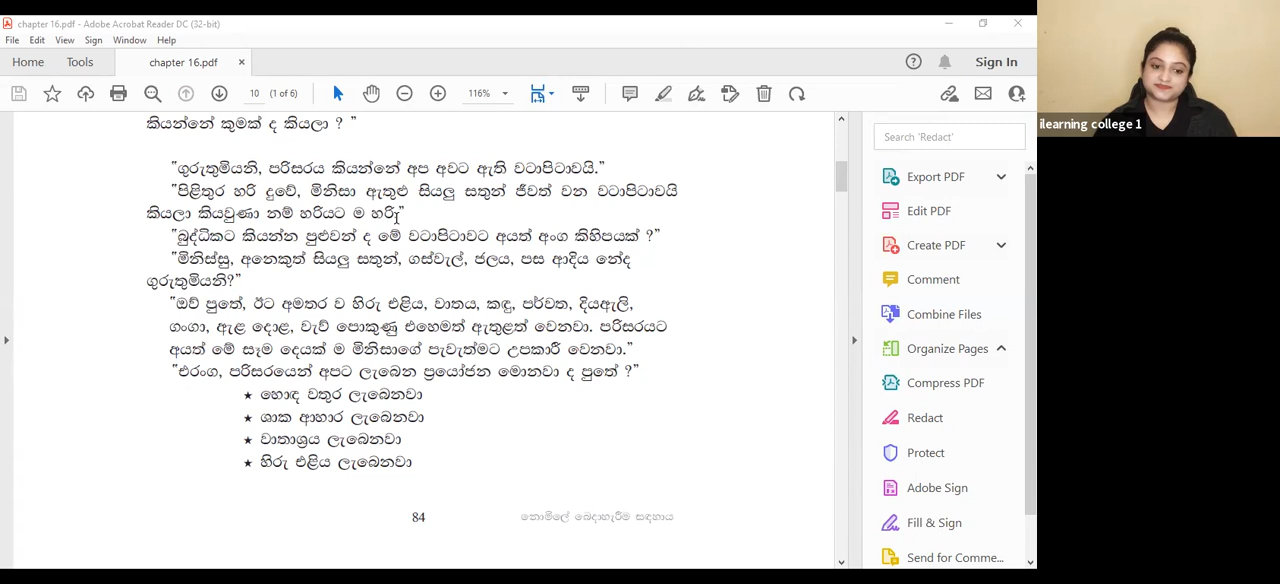 chapter 16.pdf - Adobe Acrobat Reader DC (32-bit)
File Edit View Sign Window Help
Home Tools chapter 16.pdf × Sign In
10 (1 of 6) 116%
ilearning college 1
කියන්නේ කුමක් ද කියලා ? ”
“ගුරුතුමියනි, පරිසරය කියන්නේ අප අවට ඇති වටාපිටාවයි.”
“පිළිතුර හරි දුවේ, මිනිසා ඇතුළු සියලු සතුන් ජීවත් වන වටාපිටාවයි
කියලා කියවුණා නම් හරියට ම හරි”
“බුද්ධිකට කියන්න පුළුවන් ද මේ වටාපිටාවට අයත් අංග කිහිපයක් ?”
“මිනිස්සු, අනෙකුත් සියලු සතුන්, ගස්වැල්, ජලය, පස ආදිය නේද
ගුරුතුමියනි?”
“ඔව් පුතේ, ඊට අමතර ව හිරු එළිය, වාතය, කඳු, පර්වත, දියඇලි,
ගංගා, ඇළ දොළ, වැව් පොකුණු එහෙමත් ඇතුළත් වෙනවා. පරිසරයට
අයත් මේ සෑම දෙයක් ම මිනිසාගේ පැවැත්මට උපකාරී වෙනවා.”
“එරංග, පරිසරයෙන් අපට ලැබෙන ප්‍රයෝජන මොනවා ද පුතේ ?”
★ හොඳ වතුර ලැබෙනවා
★ ශාක ආහාර ලැබෙනවා
★ වාතාශ්‍රය ලැබෙනවා
★ හිරු එළිය ලැබෙනවා
84 නොමිලේ බෙදාහැරීම සඳහාය
Search 'Redact'
Export PDF
Edit PDF
Create PDF
Comment
Combine Files
Organize Pages
Compress PDF
Redact
Protect
Adobe Sign
Fill & Sign
Send for Comme...